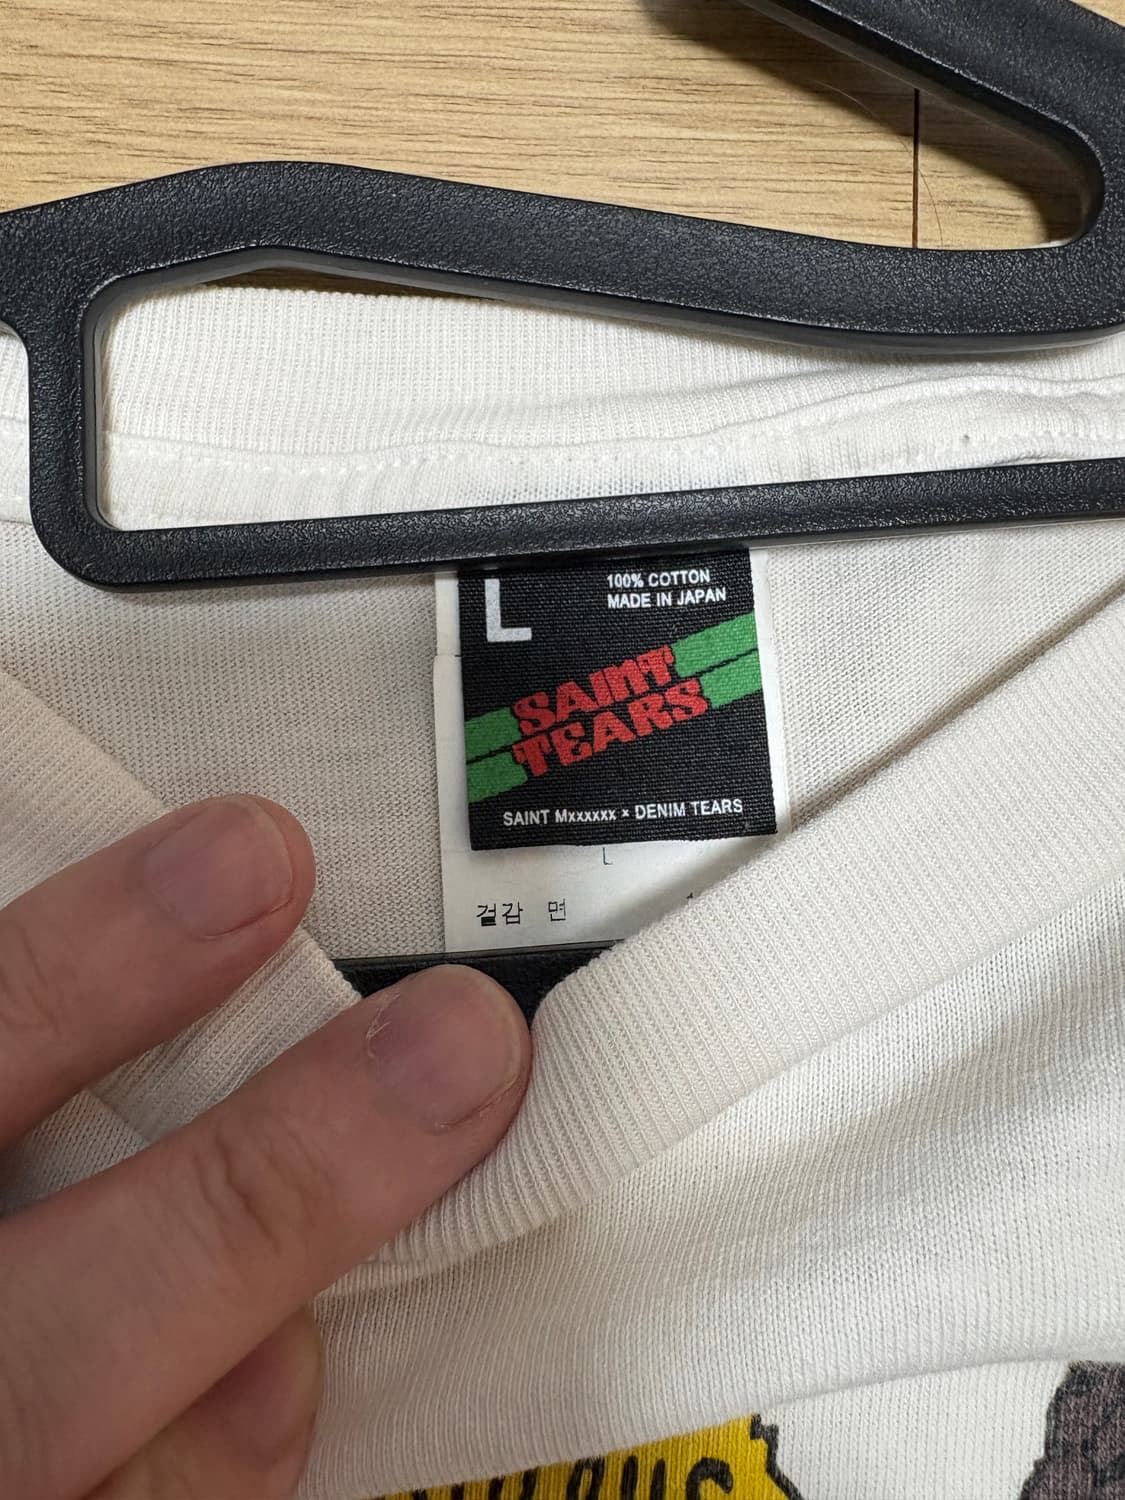 L
100% COTTON
MADE IN JAPAN
SAINT
TEARS
SAINT Mxxxxxx × DENIM TEARS
L
겉감 면